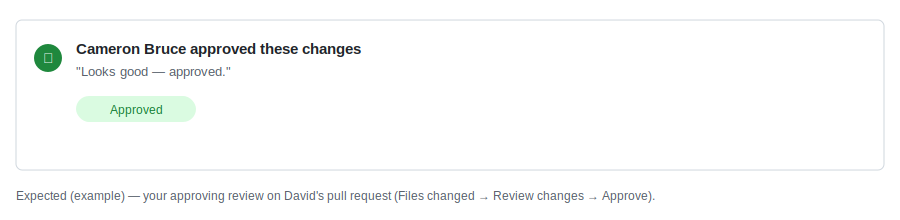 Cameron Bruce approved these changes
"Looks good — approved."
Approved
Expected (example) — your approving review on David's pull request (Files changed → Review changes → Approve).